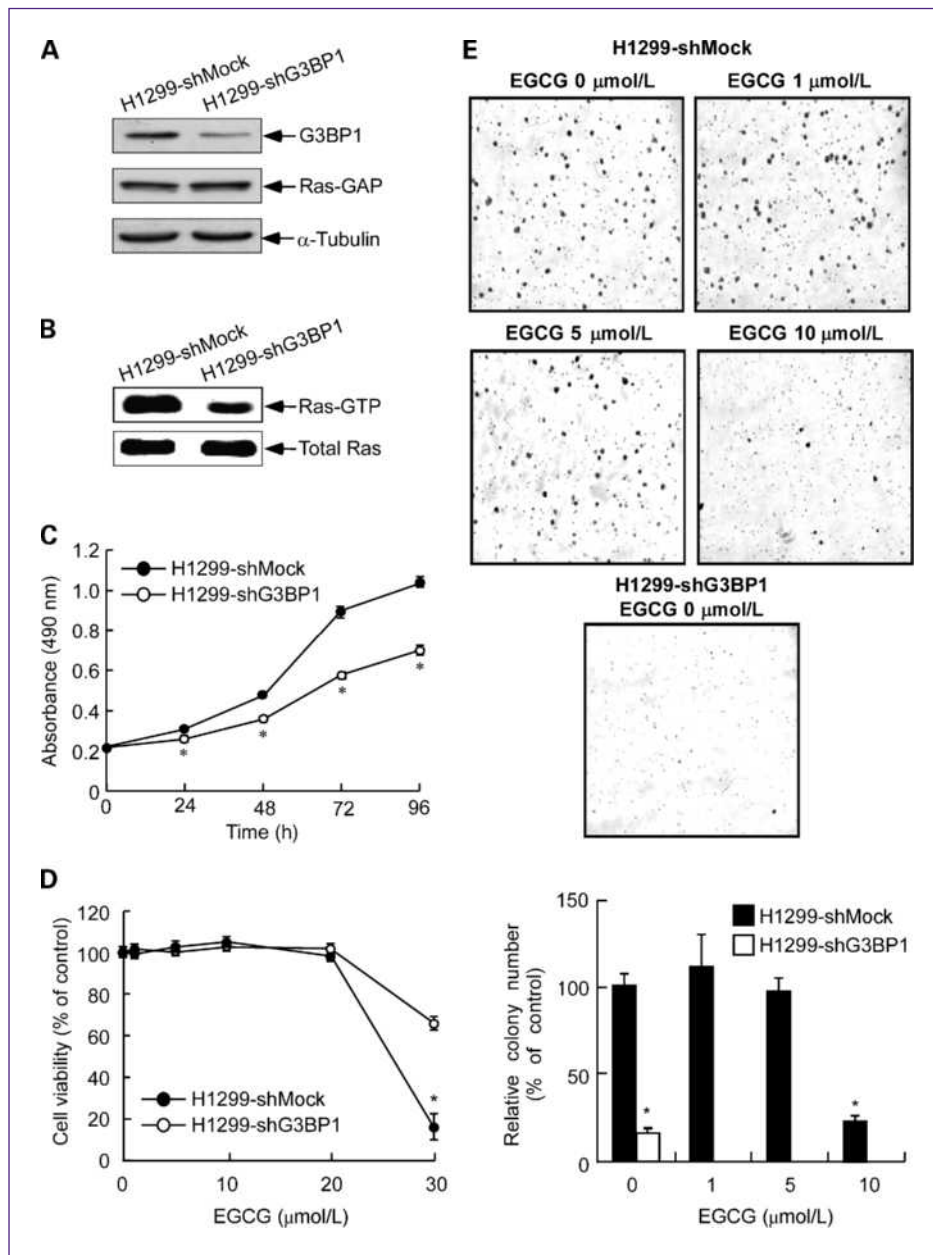 A
H1299-shMock
H1299-shG3BP1
G3BP1
Ras-GAP
α-Tubulin
B
H1299-shMock
H1299-shG3BP1
Ras-GTP
Total Ras
C
1.2
1.0
0.8
0.6
0.4
0.2
0
Absorbance (490 nm)
H1299-shMock
H1299-shG3BP1
*
*
*
*
0
24
48
72
96
Time (h)
D
120
100
80
60
40
20
0
Cell viability (% of control)
H1299-shMock
H1299-shG3BP1
*
0
10
20
30
EGCG (μmol/L)
E
H1299-shMock
EGCG 0 μmol/L
EGCG 1 μmol/L
EGCG 5 μmol/L
EGCG 10 μmol/L
H1299-shG3BP1
EGCG 0 μmol/L
150
100
50
0
Relative colony number
(% of control)
H1299-shMock
H1299-shG3BP1
*
*
0
1
5
10
EGCG (μmol/L)